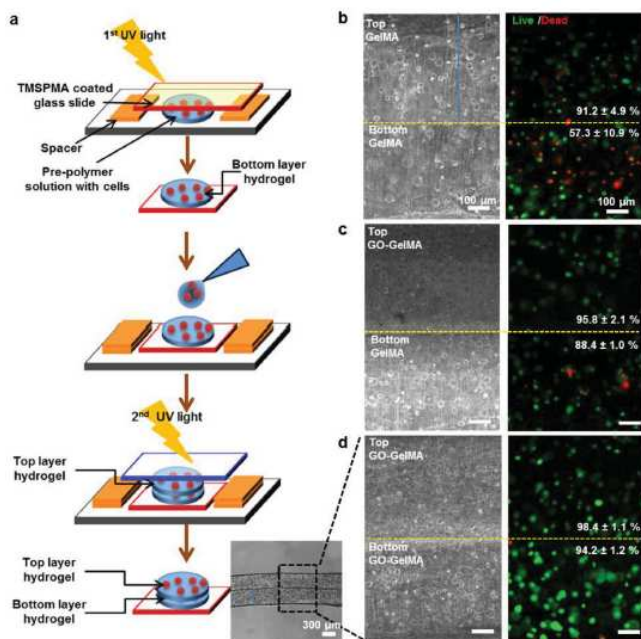 a
1st UV light
TMSPMA coated
glass slide
Spacer
Pre-polymer
solution with cells
Bottom layer
hydrogel
2nd UV light
Top layer
hydrogel
Top layer
hydrogel
Bottom layer
hydrogel
300 µm
b
Top
GelMA
Bottom
GelMA
100 µm
Live /Dead
91.2 ± 4.9 %
57.3 ± 10.9 %
100 µm
c
Top
GO-GelMA
Bottom
GelMA
95.8 ± 2.1 %
88.4 ± 1.0 %
d
Top
GO-GelMA
Bottom
GO-GelMA
98.4 ± 1.1 %
94.2 ± 1.2 %